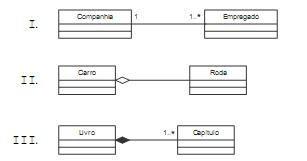 I. Companhia 1 1..* Empregado
II. Carro Roda
III. Livro 1..* Capítulo